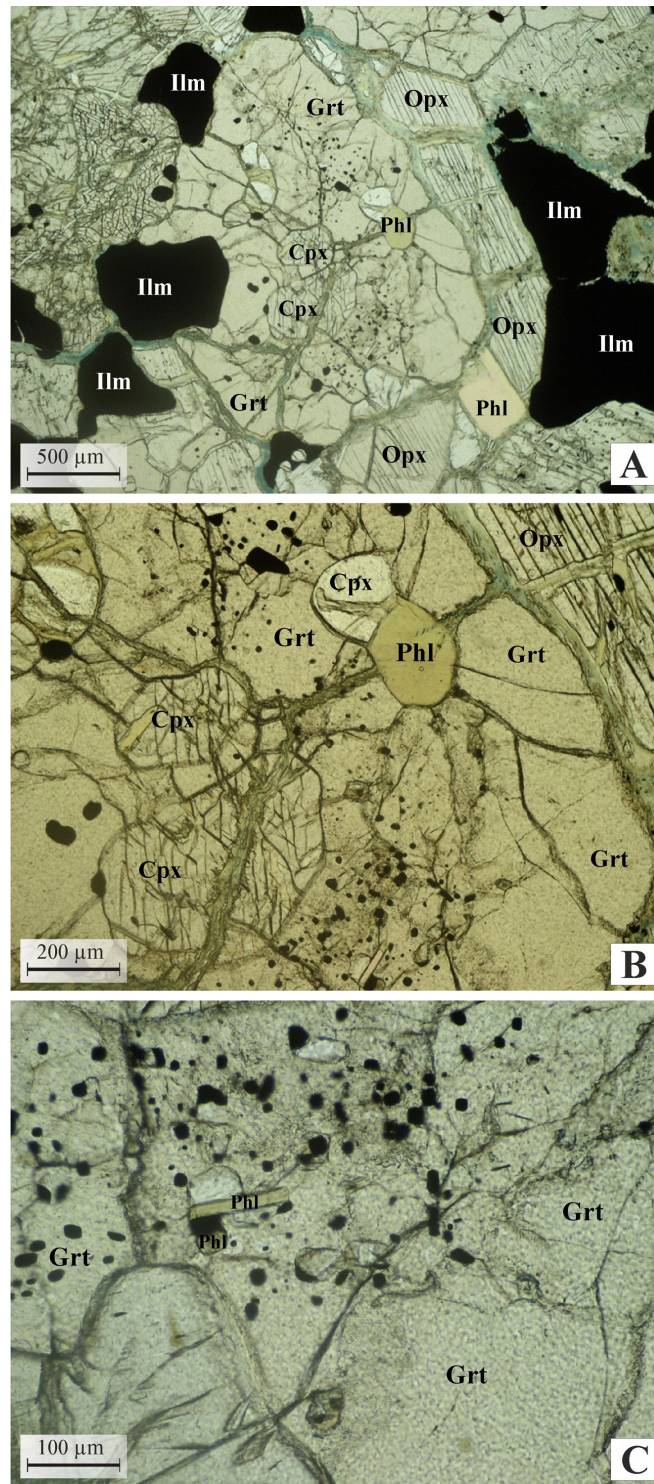 Ilm
Grt
Opx
Ilm
Phl
Cpx
Ilm
Cpx
Opx
Ilm
Ilm
Grt
Phl
Opx
500 µm
A
Opx
Cpx
Grt
Phl
Grt
Cpx
Cpx
Grt
200 µm
B
Phl
Grt
Phl
Grt
Grt
100 µm
C